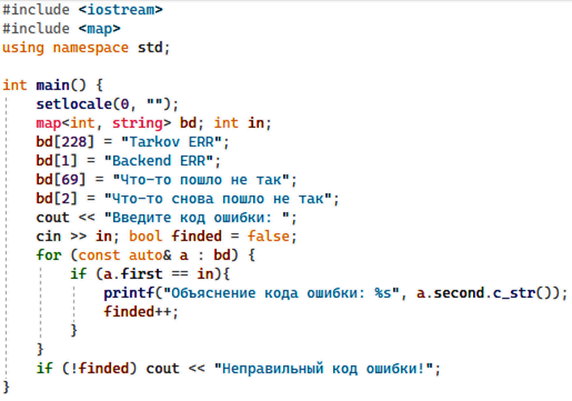 #include <iostream>
#include <map>
using namespace std;

int main() {
    setlocale(0, "");
    map<int, string> bd; int in;
    bd[228] = "Tarkov ERR";
    bd[1] = "Backend ERR";
    bd[69] = "Что-то пошло не так";
    bd[2] = "Что-то снова пошло не так";
    cout << "Введите код ошибки: ";
    cin >> in; bool finded = false;
    for (const auto& a : bd) {
        if (a.first == in){
            printf("Объяснение кода ошибки: %s", a.second.c_str());
            finded++;
        }
    }
    if (!finded) cout << "Неправильный код ошибки!";
}